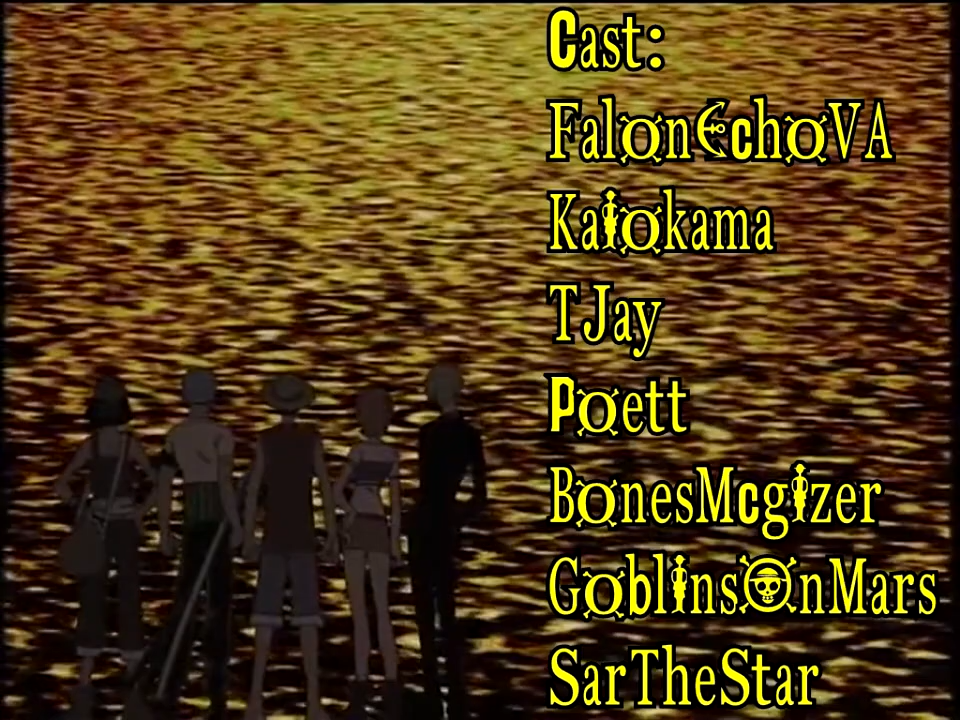 Cast:
FalonEchoVA
Kaiokama
TJay
Poett
BonesMcgizer
GoblinsOnMars
SarTheStar